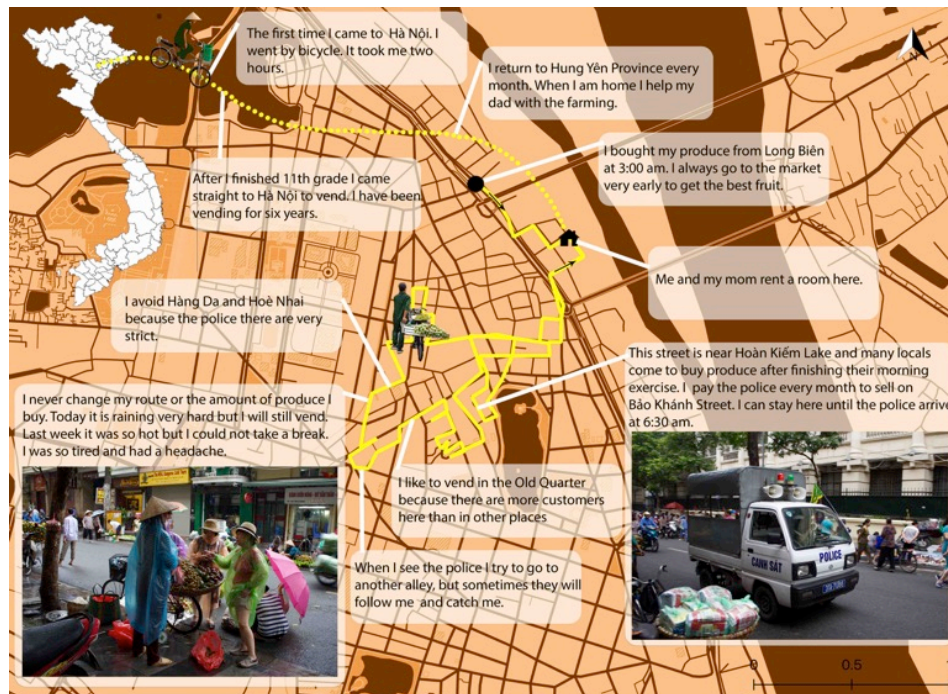 The first time I came to Hà Nội. I
went by bicycle. It took me two
hours.
I return to Hung Yên Province every
month. When I am home I help my
dad with the farming.
I bought my produce from Long Biên
at 3:00 am. I always go to the market
very early to get the best fruit.
After I finished 11th grade I came
straight to Hà Nội to vend. I have been
vending for six years.
Me and my mom rent a room here.
I avoid Hàng Da and Hoè Nhai
because the police there are very
strict.
This street is near Hoàn Kiếm Lake and many locals
come to buy produce after finishing their morning
exercise. I pay the police every month to sell on
Bảo Khánh Street. I can stay here until the police arrive
at 6:30 am.
I never change my route or the amount of produce I
buy. Today it is raining very hard but I will still vend.
Last week it was so hot but I could not take a break.
I was so tired and had a headache.
I like to vend in the Old Quarter
because there are more customers
here than in other places
When I see the police I try to go to
another alley, but sometimes they will
follow me and catch me.
CẢNH SÁT
POLICE
0 0.5